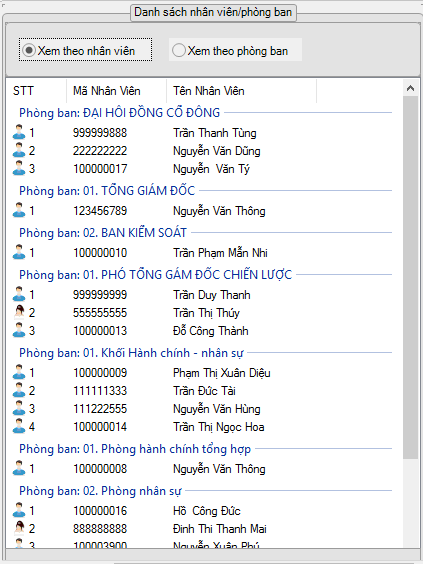 Danh sách nhân viên/phòng ban
Xem theo nhân viên Xem theo phòng ban
STT Mã Nhân Viên Tên Nhân Viên
Phòng ban: ĐẠI HỘI ĐỒNG CỔ ĐÔNG
1 999999888 Trần Thanh Tùng
2 222222222 Nguyễn Văn Dũng
3 100000017 Nguyễn Văn Tý
Phòng ban: 01. TỔNG GIÁM ĐỐC
1 123456789 Nguyễn Văn Thông
Phòng ban: 02. BAN KIỂM SOÁT
1 100000010 Trần Phạm Mẫn Nhi
Phòng ban: 01. PHÓ TỔNG GÁM ĐỐC CHIẾN LƯỢC
1 999999999 Trần Duy Thanh
2 555555555 Trần Thị Thúy
3 100000013 Đỗ Công Thành
Phòng ban: 01. Khối Hành chính - nhân sự
1 100000009 Phạm Thị Xuân Diệu
2 111111333 Trần Đức Tài
3 111222555 Nguyễn Văn Hùng
4 100000014 Trần Thị Ngọc Hoa
Phòng ban: 01. Phòng hành chính tổng hợp
1 100000008 Nguyễn Văn Thông
Phòng ban: 02. Phòng nhân sự
1 100000016 Hồ Công Đức
2 888888888 Đinh Thi Thanh Mai
3 100003900 Nguyễn Xuân Phú